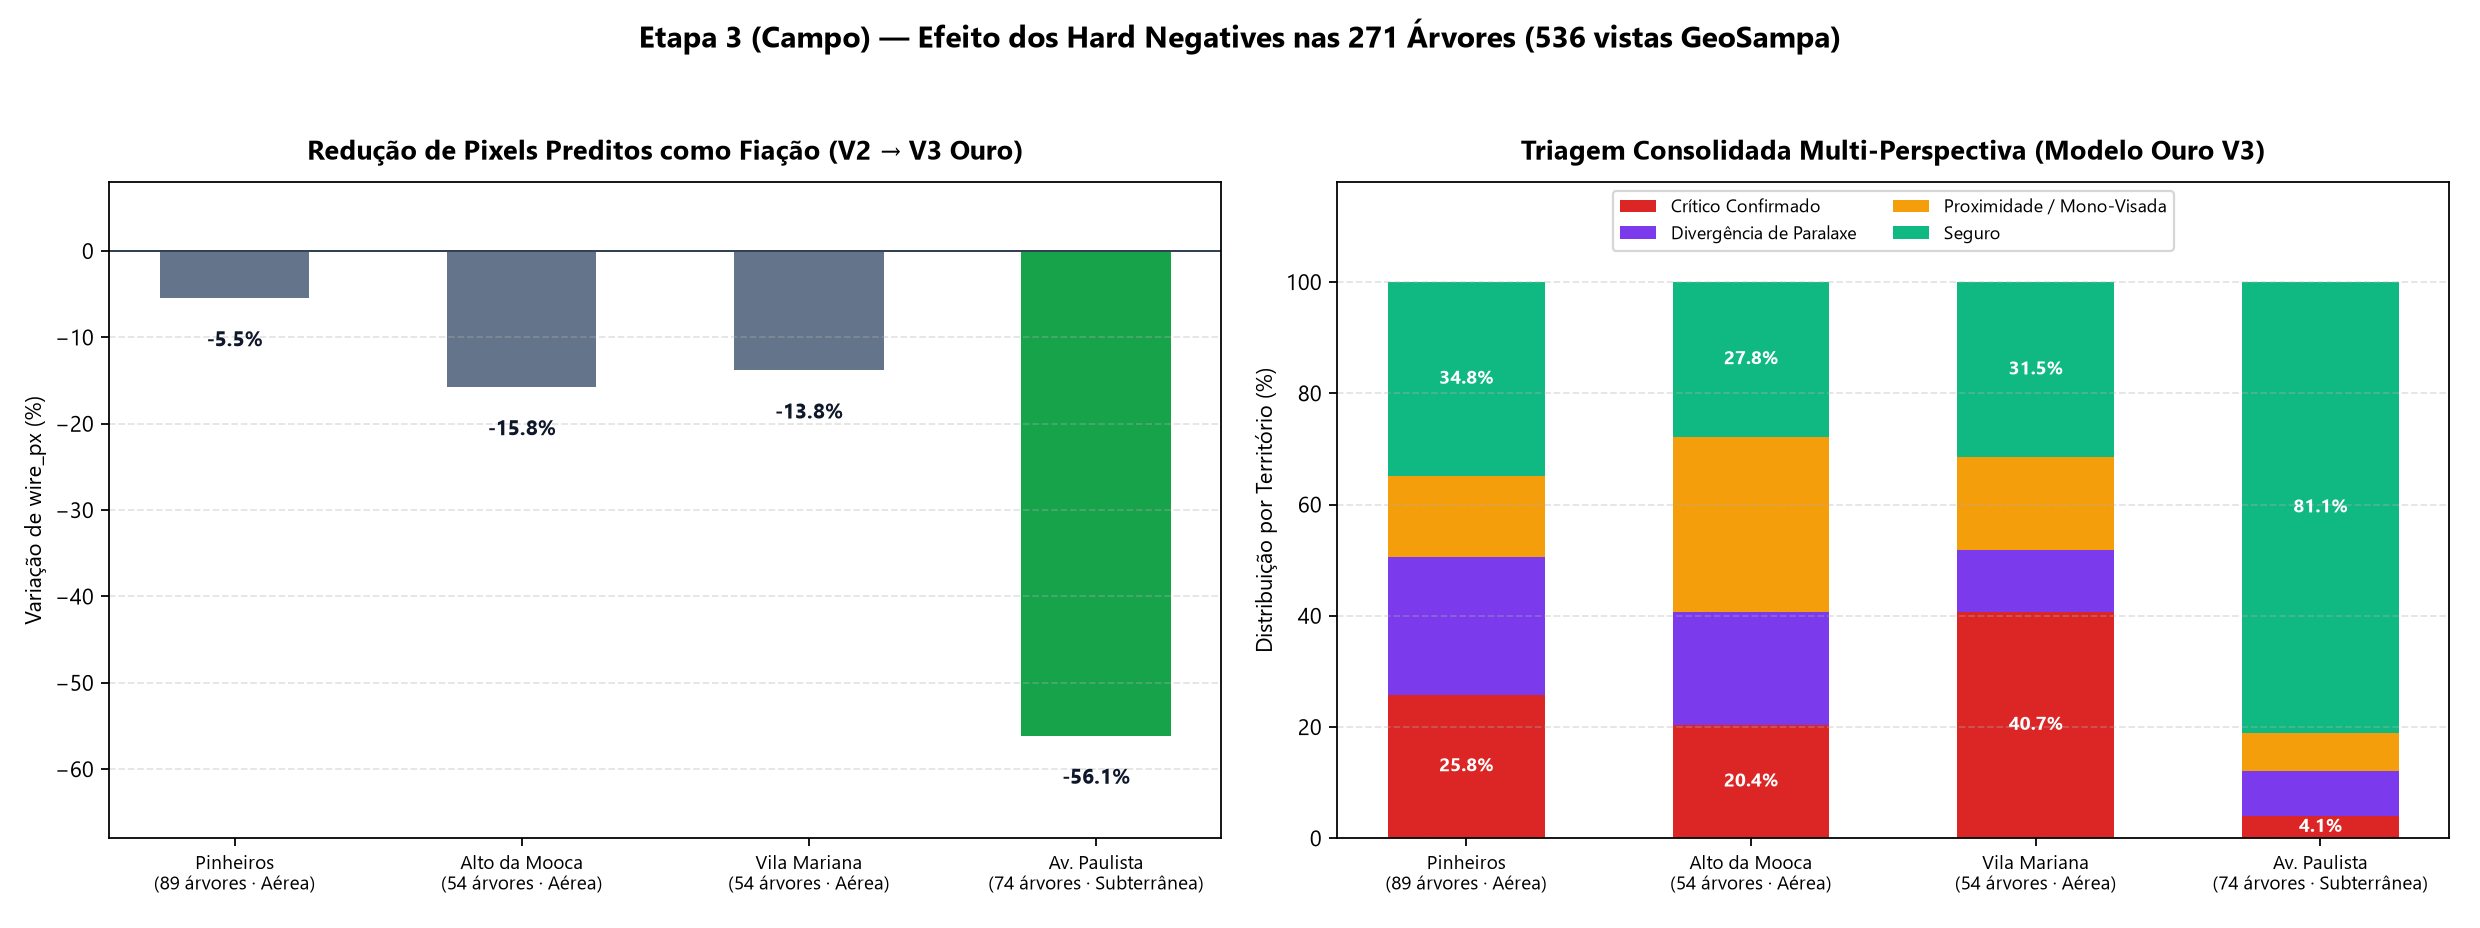 Etapa 3 (Campo) — Efeito dos Hard Negatives nas 271 Árvores (536 vistas GeoSampa)
Redução de Pixels Preditos como Fiação (V2 → V3 Ouro)
Variação de wire_px (%)
0
−10
−20
−30
−40
−50
−60
-5.5%
-15.8%
-13.8%
-56.1%
Pinheiros
(89 árvores · Aérea)
Alto da Mooca
(54 árvores · Aérea)
Vila Mariana
(54 árvores · Aérea)
Av. Paulista
(74 árvores · Subterrânea)
Triagem Consolidada Multi-Perspectiva (Modelo Ouro V3)
Crítico Confirmado
Divergência de Paralaxe
Proximidade / Mono-Visada
Seguro
Distribuição por Território (%)
100
80
60
40
20
0
34.8%
25.8%
27.8%
20.4%
31.5%
40.7%
81.1%
4.1%
Pinheiros
(89 árvores · Aérea)
Alto da Mooca
(54 árvores · Aérea)
Vila Mariana
(54 árvores · Aérea)
Av. Paulista
(74 árvores · Subterrânea)